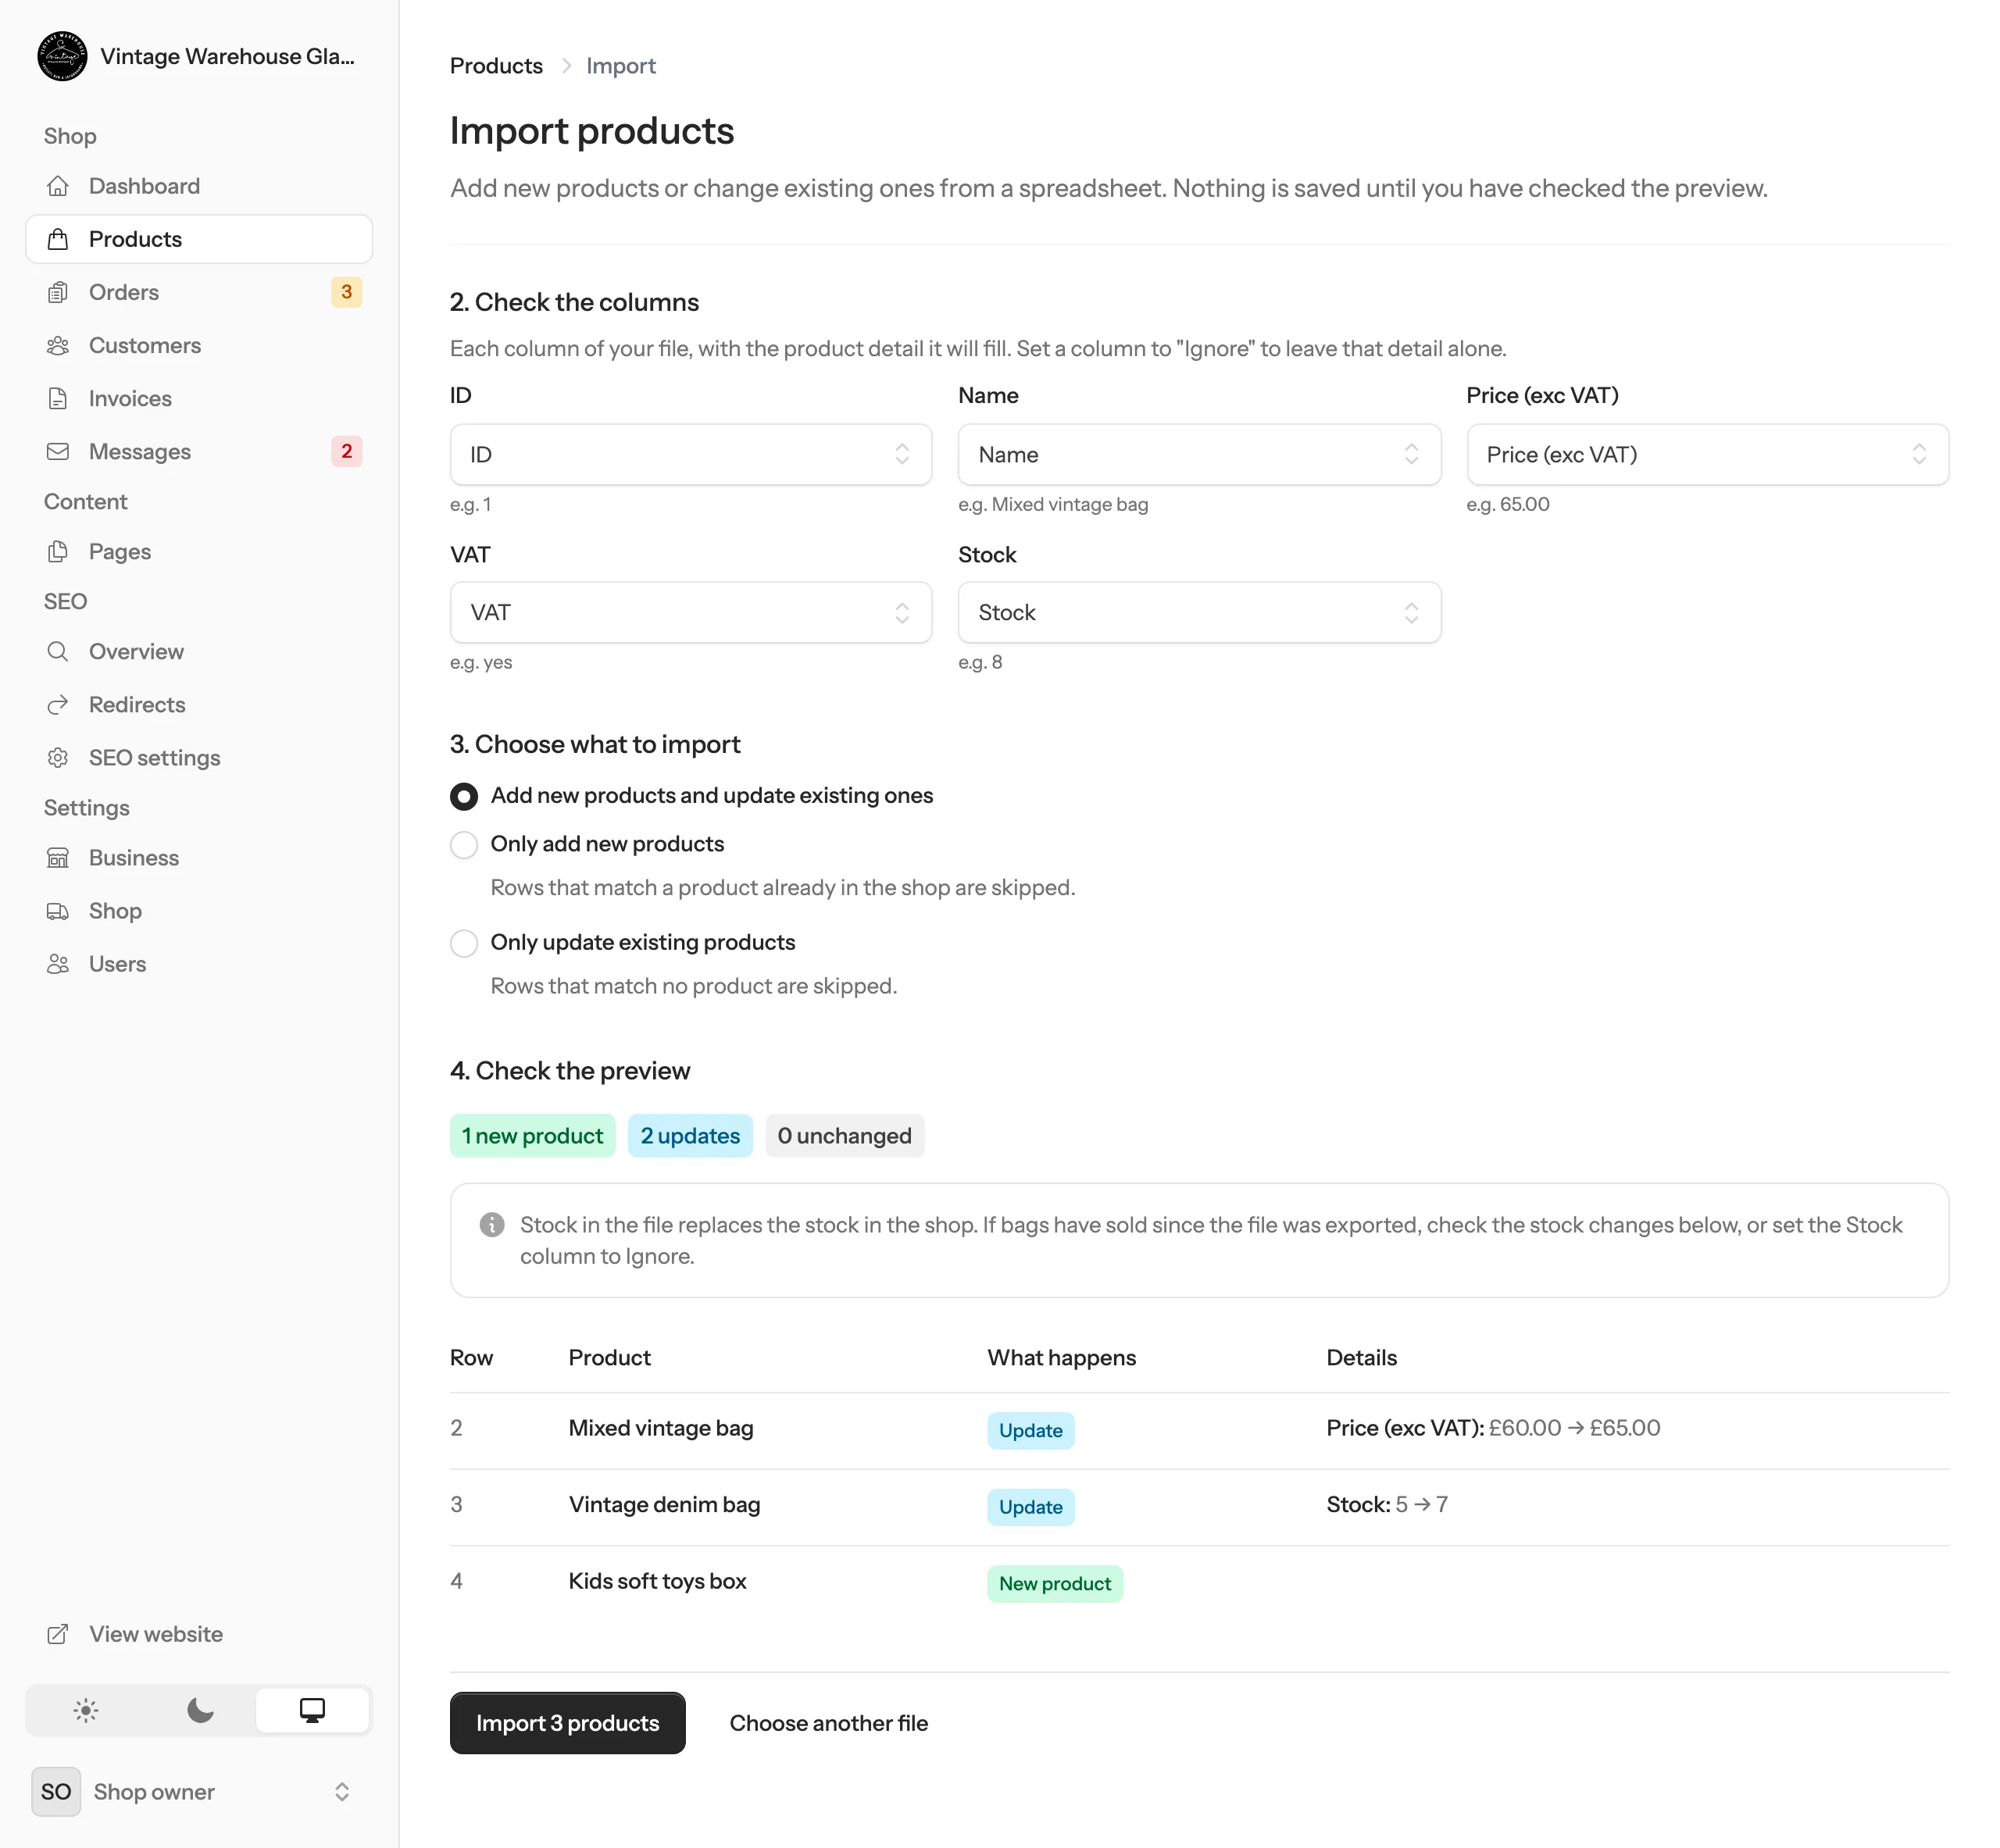 Vintage Warehouse Gla...
Shop
Dashboard
Products
Orders
3
Customers
Invoices
Messages
2
Content
Pages
SEO
Overview
Redirects
SEO settings
Settings
Business
Shop
Users
View website
SO
Shop owner
Products
Import
Import products
Add new products or change existing ones from a spreadsheet. Nothing is saved until you have checked the preview.
2. Check the columns
Each column of your file, with the product detail it will fill. Set a column to "Ignore" to leave that detail alone.
ID
Name
Price (exc VAT)
ID
Name
Price (exc VAT)
e.g. 1
e.g. Mixed vintage bag
e.g. 65.00
VAT
Stock
VAT
Stock
e.g. yes
e.g. 8
3. Choose what to import
Add new products and update existing ones
Only add new products
Rows that match a product already in the shop are skipped.
Only update existing products
Rows that match no product are skipped.
4. Check the preview
1 new product
2 updates
0 unchanged
Stock in the file replaces the stock in the shop. If bags have sold since the file was exported, check the stock changes below, or set the Stock
column to Ignore.
Row Product What happens Details
2 Mixed vintage bag Update Price (exc VAT): £60.00 → £65.00
3 Vintage denim bag Update Stock: 5 → 7
4 Kids soft toys box New product
Import 3 products
Choose another file